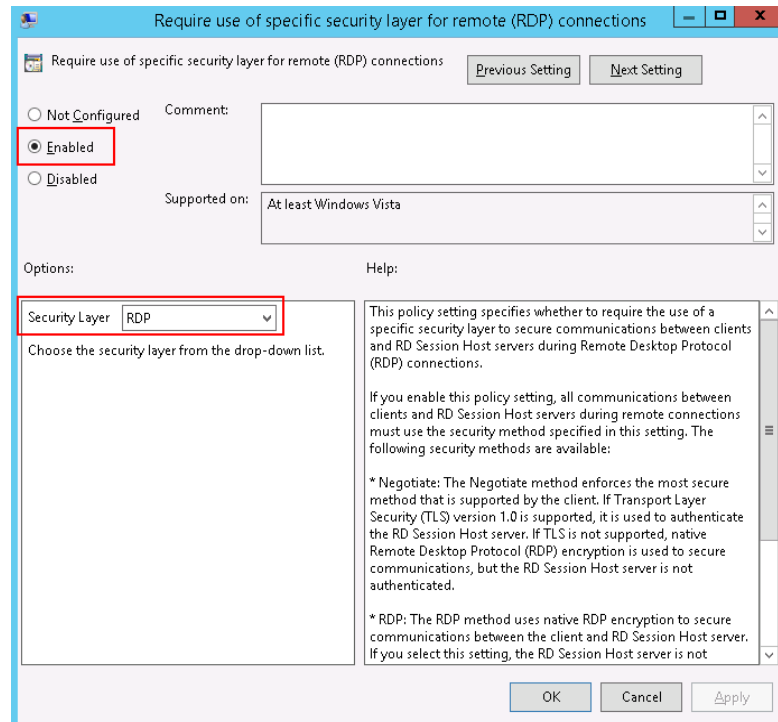 Require use of specific security layer for remote (RDP) connections
Require use of specific security layer for remote (RDP) connections
Previous Setting
Next Setting
Not Configured
Comment:
Enabled
Disabled
Supported on:
At least Windows Vista
Options:
Help:
Security Layer
RDP
Choose the security layer from the drop-down list.
This policy setting specifies whether to require the use of a
specific security layer to secure communications between clients
and RD Session Host servers during Remote Desktop Protocol
(RDP) connections.
If you enable this policy setting, all communications between
clients and RD Session Host servers during remote connections
must use the security method specified in this setting. The
following security methods are available:
* Negotiate: The Negotiate method enforces the most secure
method that is supported by the client. If Transport Layer
Security (TLS) version 1.0 is supported, it is used to authenticate
the RD Session Host server. If TLS is not supported, native
Remote Desktop Protocol (RDP) encryption is used to secure
communications, but the RD Session Host server is not
authenticated.
* RDP: The RDP method uses native RDP encryption to secure
communications between the client and RD Session Host server.
If you select this setting, the RD Session Host server is not
OK
Cancel
Apply